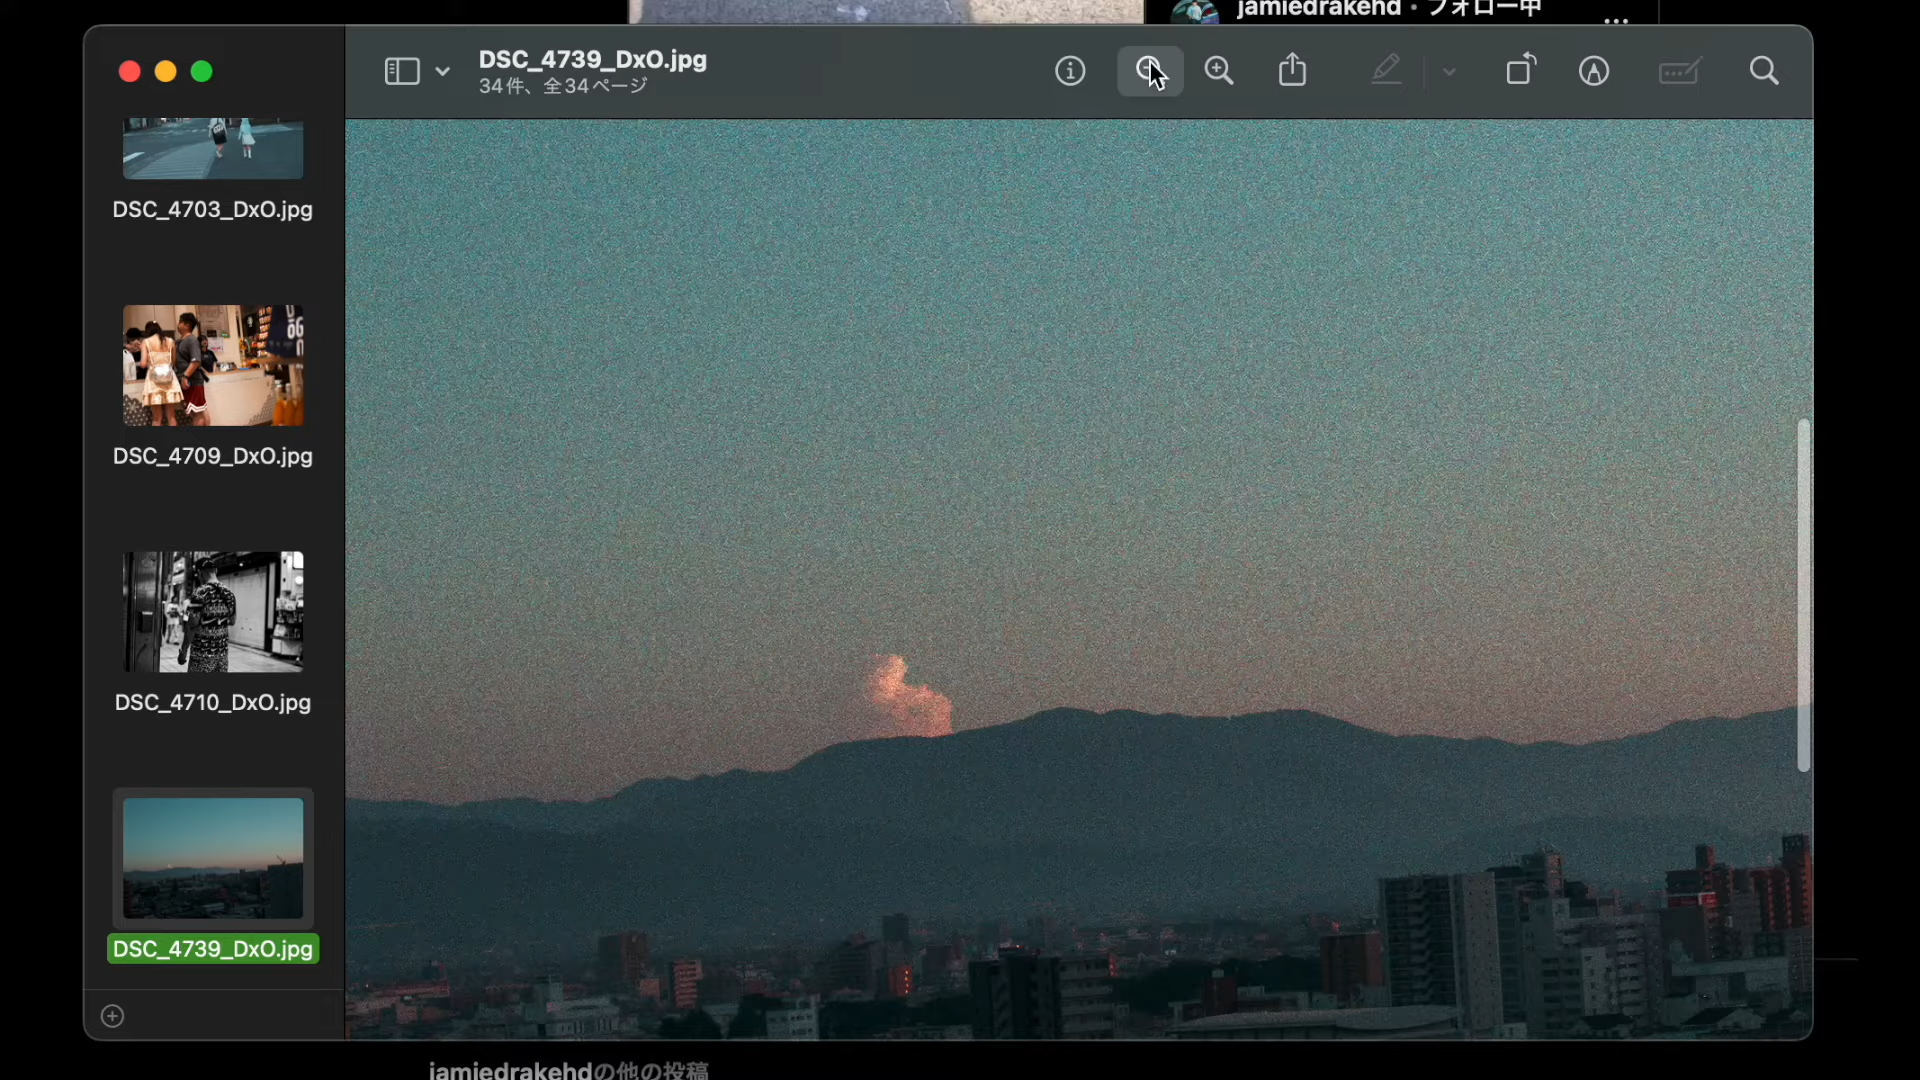 jamiedrakehd • フォロー中
DSC_4739_DxO.jpg
34件、全34ページ
DSC_4703_DxO.jpg
DSC_4709_DxO.jpg
DSC_4710_DxO.jpg
DSC_4739_DxO.jpg
jamiedrakehdの他の投稿